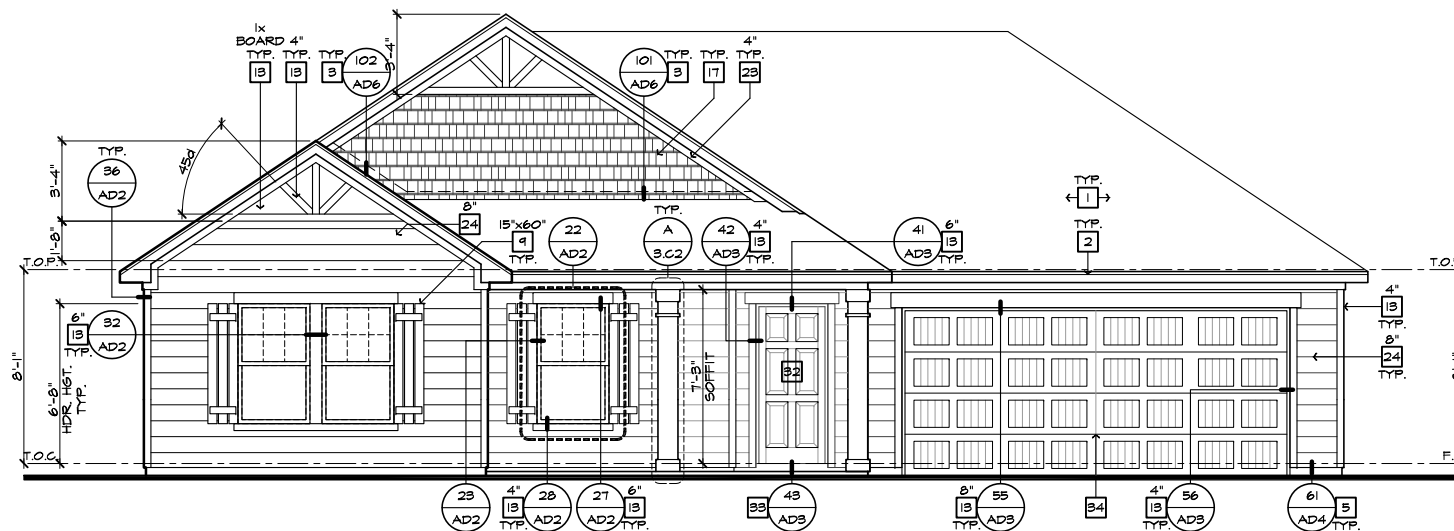 1x
BOARD 4"
TYP. TYP.
13 13
TYP.
3
102
AD6
3'-4"
101
AD6
TYP.
3
TYP.
17
4"
TYP.
23
TYP.
36
AD2
3'-4"
45d
1'-8"
8"
24
15"x60"
9
TYP.
22
AD2
TYP.
A
3.C2
42
AD3
4"
13
TYP.
41
AD3
6"
13
TYP.
TYP.
1
TYP.
2
T.O.P.
T.O.
6"
13
TYP.
32
AD2
8'-1"
6'-8"
HDR. HGT.
TYP.
7'-3"
SOFFIT
32
4"
13
TYP.
8"
24
TYP.
T.O.C.
F.
23
AD2
4"
13
TYP.
28
AD2
27
AD2
6"
13
TYP.
33
43
AD3
8"
13
TYP.
55
AD3
34
4"
13
TYP.
56
AD3
61
AD4
5
TYP.